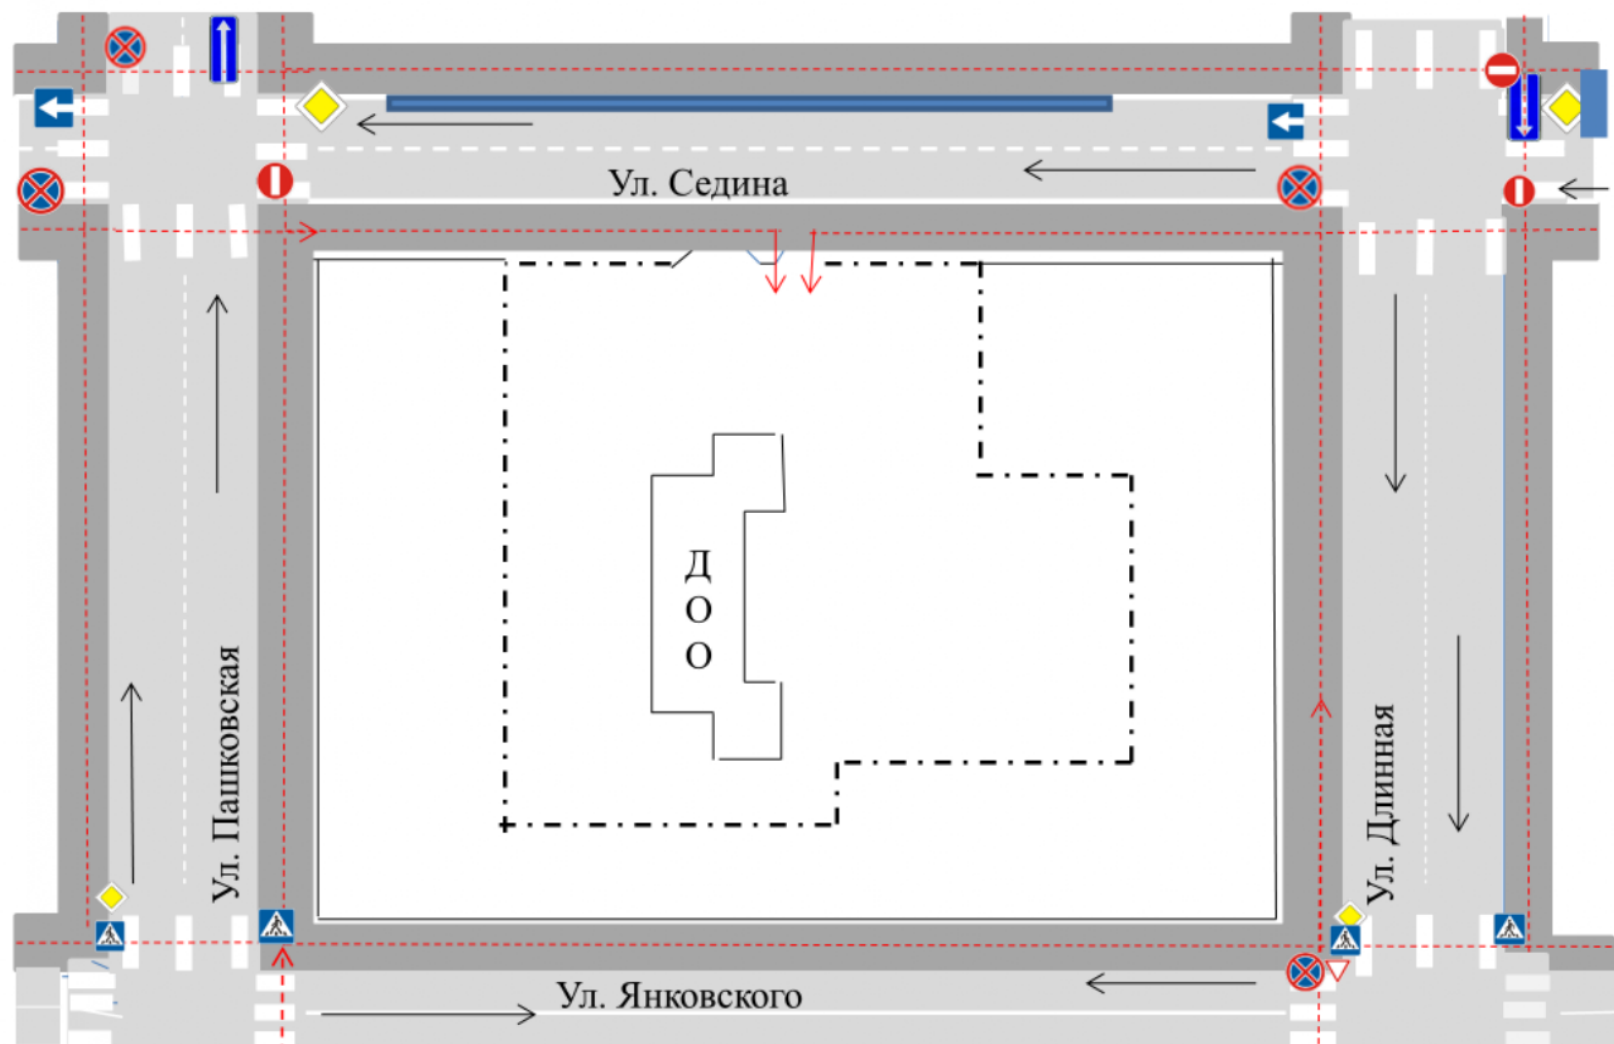 Ул. Седина
Д
О
О
Ул. Пашковская
Ул. Длинная
Ул. Янковского